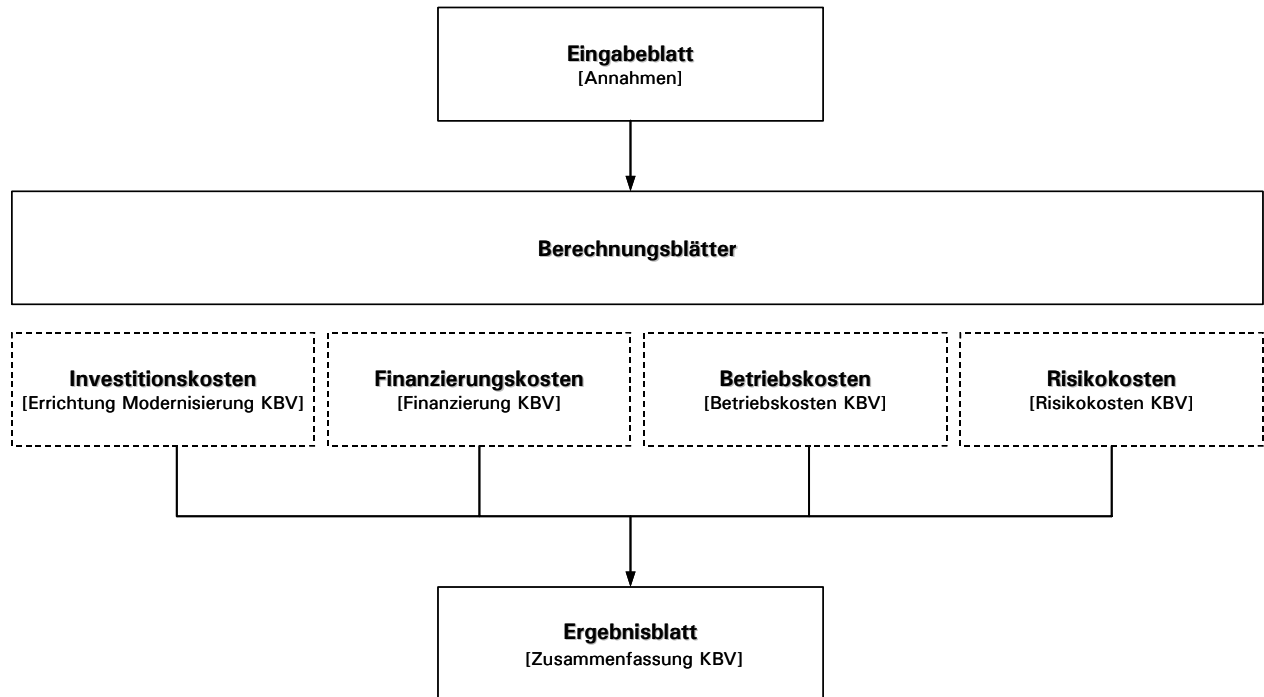 Eingabeblatt
[Annahmen]
Berechnungsblätter
Investitionskosten
[Errichtung Modernisierung KBV]
Finanzierungskosten
[Finanzierung KBV]
Betriebskosten
[Betriebskosten KBV]
Risikokosten
[Risikokosten KBV]
Ergebnisblatt
[Zusammenfassung KBV]